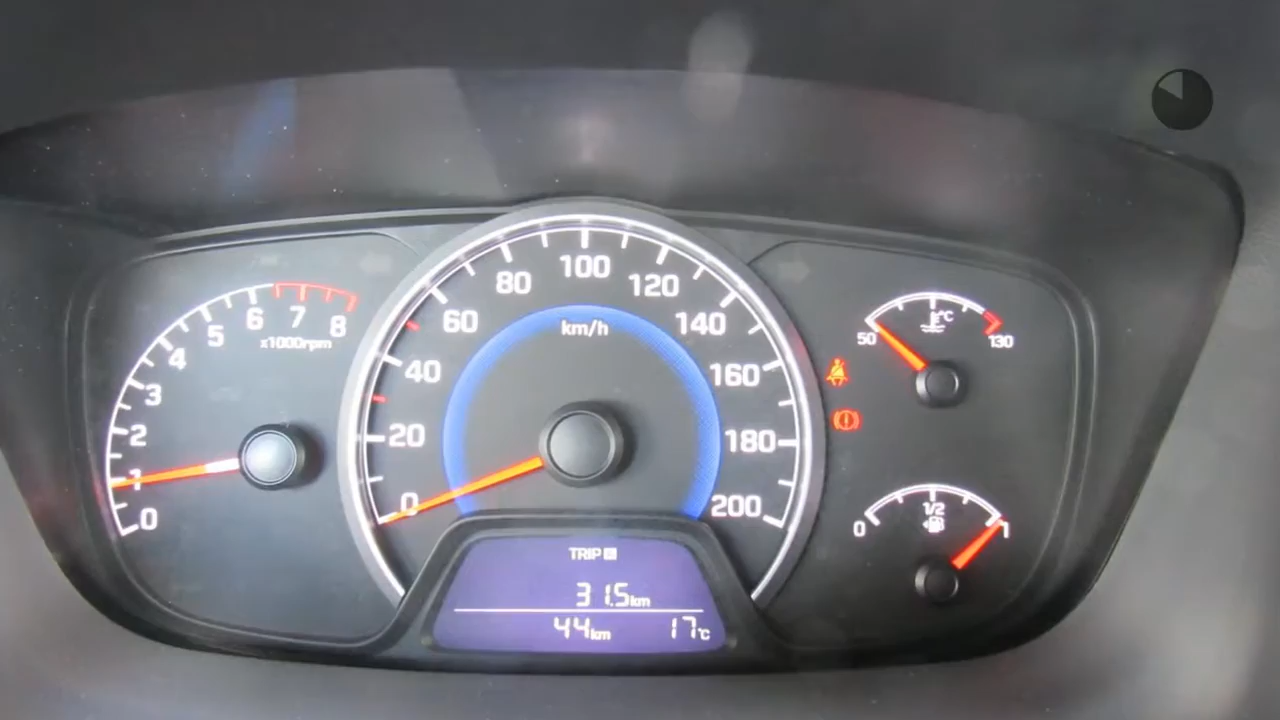 0 1 2 3 4 5 6 7 8
x1000rpm
0 20 40 60 80 100 120 140 160 180 200
km/h
50 °C 130
0 1/2 1
TRIP
31.5km
44km 17°C